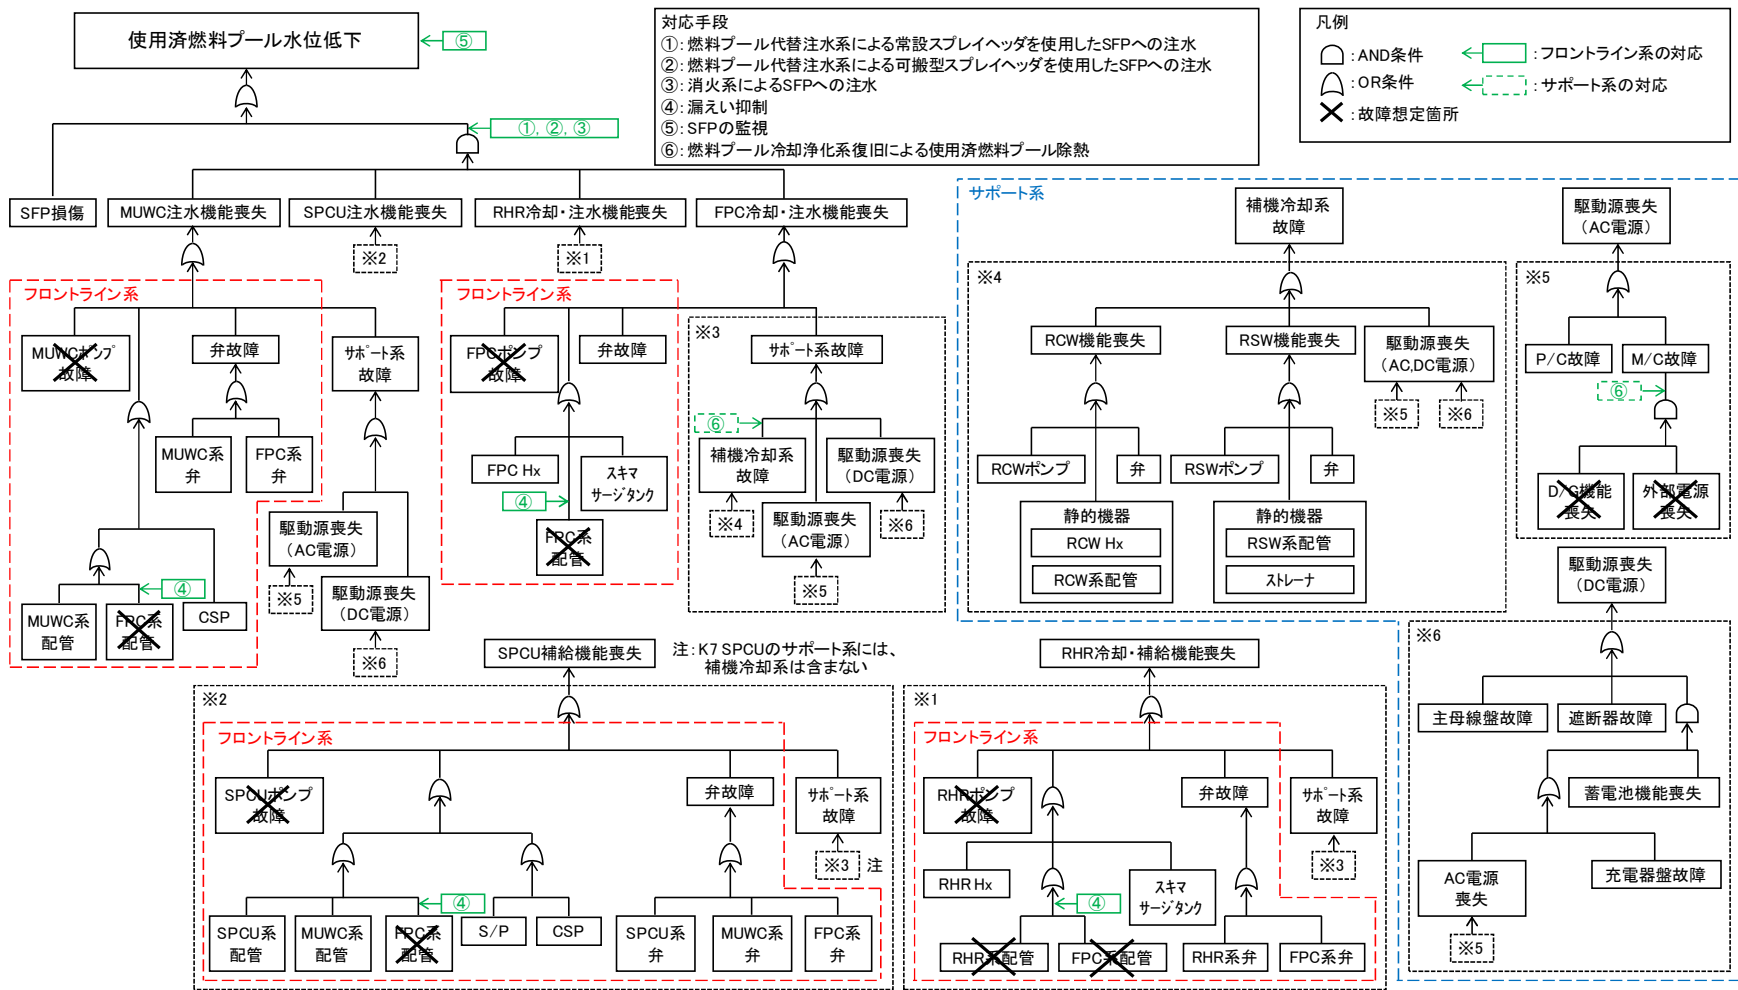 使用済燃料プール水位低下
⑤
対応手段
①：燃料プール代替注水系による常設スプレイヘッダを使用したSFPへの注水
②：燃料プール代替注水系による可搬型スプレイヘッダを使用したSFPへの注水
③：消火系によるSFPへの注水
④：漏えい抑制
⑤：SFPの監視
⑥：燃料プール冷却浄化系復旧による使用済燃料プール除熱
凡例
：AND条件
：OR条件
：故障想定箇所
：フロントライン系の対応
：サポート系の対応
①，②，③
SFP損傷
MUWC注水機能喪失
SPCU注水機能喪失
RHR冷却・注水機能喪失
FPC冷却・注水機能喪失
※2
※1
フロントライン系
MUWCポンプ
故障
弁故障
サポート系
故障
MUWC系
弁
FPC系
弁
駆動源喪失
（AC電源）
※5
駆動源喪失
（DC電源）
※6
MUWC系
配管
FPC系
配管
④
CSP
フロントライン系
FPCポンプ
故障
弁故障
FPC Hx
スキマ
サージタンク
④
FPC系
配管
※3
サポート系故障
⑥
補機冷却系
故障
※4
駆動源喪失
（AC電源）
※5
駆動源喪失
（DC電源）
※6
サポート系
補機冷却系
故障
※4
RCW機能喪失
RSW機能喪失
駆動源喪失
（AC,DC電源）
※5
※6
RCWポンプ
弁
静的機器
RCW Hx
RCW系配管
RSWポンプ
弁
静的機器
RSW系配管
ストレーナ
駆動源喪失
（AC電源）
※5
P/C故障
M/C故障
⑥
D/G機能
喪失
外部電源
喪失
駆動源喪失
（DC電源）
※6
主母線盤故障
遮断器故障
蓄電池機能喪失
AC電源
喪失
※5
充電器盤故障
SPCU補給機能喪失
注：K7 SPCUのサポート系には、
補機冷却系は含まない
※2
フロントライン系
SPCUポンプ
故障
弁故障
サポート系
故障
※3
注
SPCU系
配管
MUWC系
配管
FPC系
配管
④
S/P
CSP
SPCU系
弁
MUWC系
弁
FPC系
弁
RHR冷却・補給機能喪失
※1
フロントライン系
RHRポンプ
故障
弁故障
サポート系
故障
※3
RHR Hx
スキマ
サージタンク
④
RHR系配管
FPC系配管
RHR系弁
FPC系弁